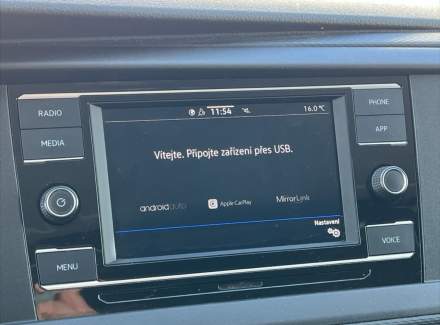 RADIO
MEDIA
MENU
11:54
16.0 °C
Vítejte. Připojte zařízení přes USB.
androidauto
Apple CarPlay
MirrorLink
Nastavení
PHONE
APP
VOICE